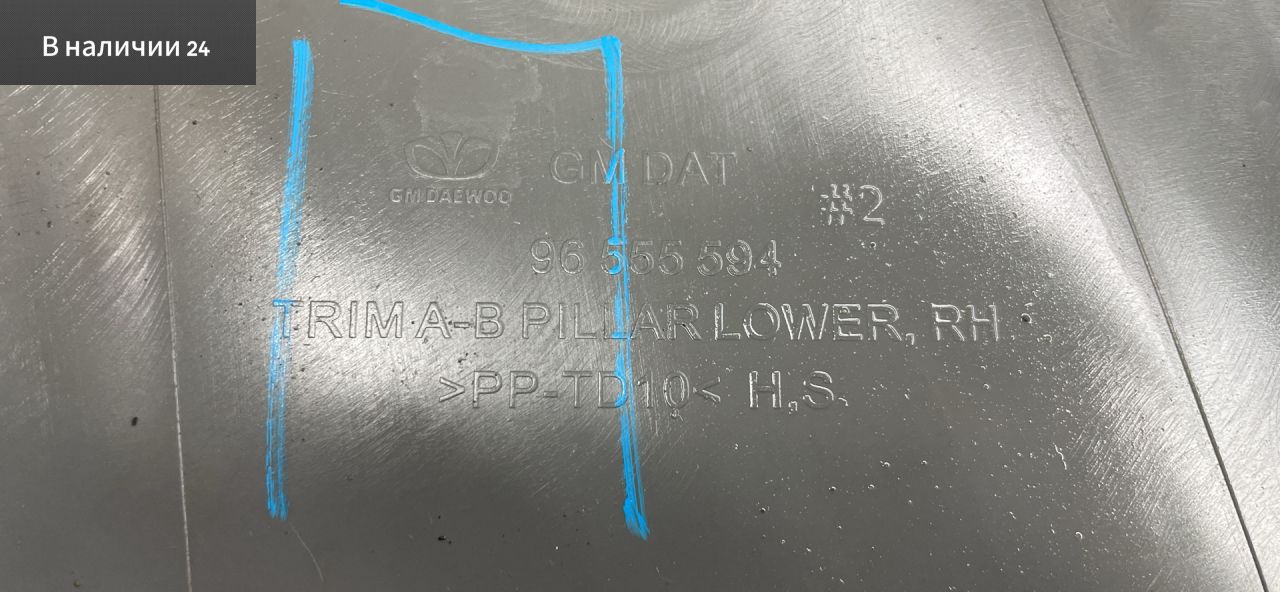 В наличии 24
GM DAEWOO
GM DAT
#2
96 555 594
TRIM A-B PILLAR LOWER, RH
>PP-TD10< H,S.